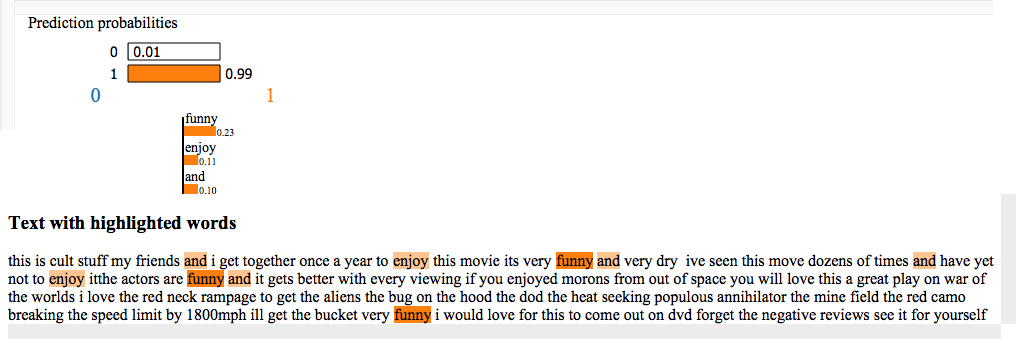 Prediction probabilities
0 0.01
1 0.99
0 1
funny
0.23
enjoy
0.11
and
0.10
Text with highlighted words
this is cult stuff my friends and i get together once a year to enjoy this movie its very funny and very dry ive seen this move dozens of times and have yet
not to enjoy itthe actors are funny and it gets better with every viewing if you enjoyed morons from out of space you will love this a great play on war of
the worlds i love the red neck rampage to get the aliens the bug on the hood the dod the heat seeking populous annihilator the mine field the red camo
breaking the speed limit by 1800mph ill get the bucket very funny i would love for this to come out on dvd forget the negative reviews see it for yourself